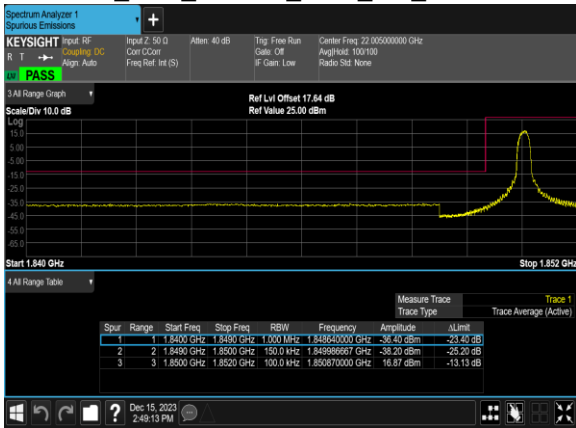 Spectrum Analyzer 1
Spurious Emissions
KEYSIGHT Input: RF Input Z: 50 Ω Atten: 40 dB Trig: Free Run Center Freq: 22.005000000 GHz
R T Coupling: DC Corr CCorr Gate: Off Avg|Hold: 100/100
Align: Auto Freq Ref: Int (S) IF Gain: Low Radio Std: None
PASS
3 All Range Graph
Ref Lvl Offset 17.64 dB
Scale/Div 10.0 dB Ref Value 25.00 dBm
Log
15.0
5.00
-5.00
-15.0
-25.0
-35.0
-45.0
-55.0
-65.0
Start 1.840 GHz Stop 1.852 GHz
4 All Range Table
Measure Trace Trace 1
Trace Type Trace Average (Active)
Spur Range Start Freq Stop Freq RBW Frequency Amplitude ΔLimit
1 1 1.8400 GHz 1.8490 GHz 1.000 MHz 1.848640000 GHz -36.40 dBm -23.40 dB
2 2 1.8490 GHz 1.8500 GHz 150.0 kHz 1.849986667 GHz -38.20 dBm -25.20 dB
3 3 1.8500 GHz 1.8520 GHz 100.0 kHz 1.850870000 GHz 16.87 dBm -13.13 dB
Dec 15, 2023
2:49:13 PM